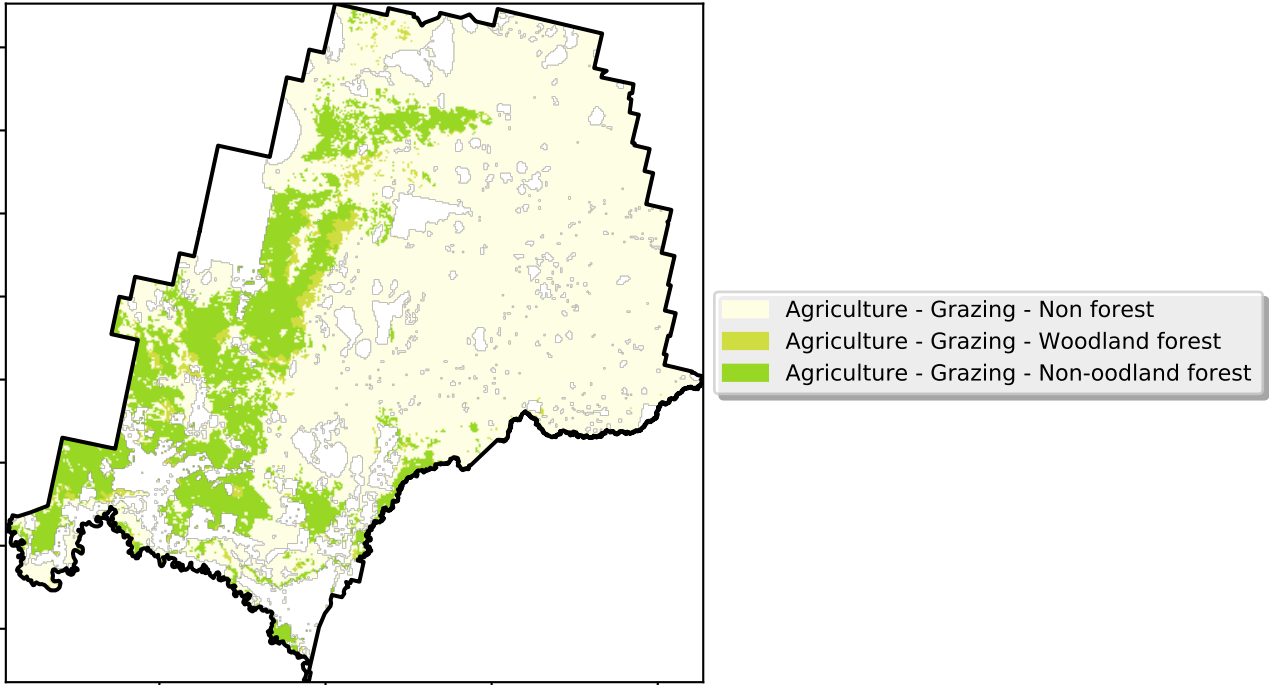 Agriculture - Grazing - Non forest
Agriculture - Grazing - Woodland forest
Agriculture - Grazing - Non-oodland forest